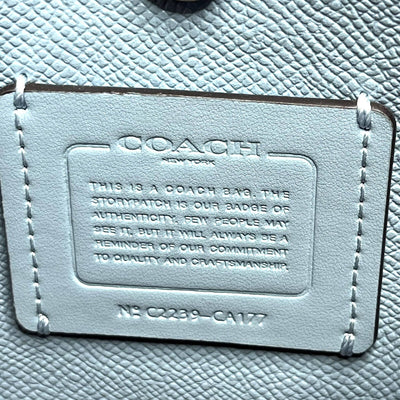 COACH
NEW YORK
THIS IS A COACH BAG. THE
STORYPATCH IS OUR BADGE OF
AUTHENTICITY. FEW PEOPLE MAY
SEE IT, BUT IT WILL ALWAYS BE A
REMINDER OF OUR COMMITMENT
TO QUALITY AND CRAFTSMANSHIP.
Nº C2239-CA177